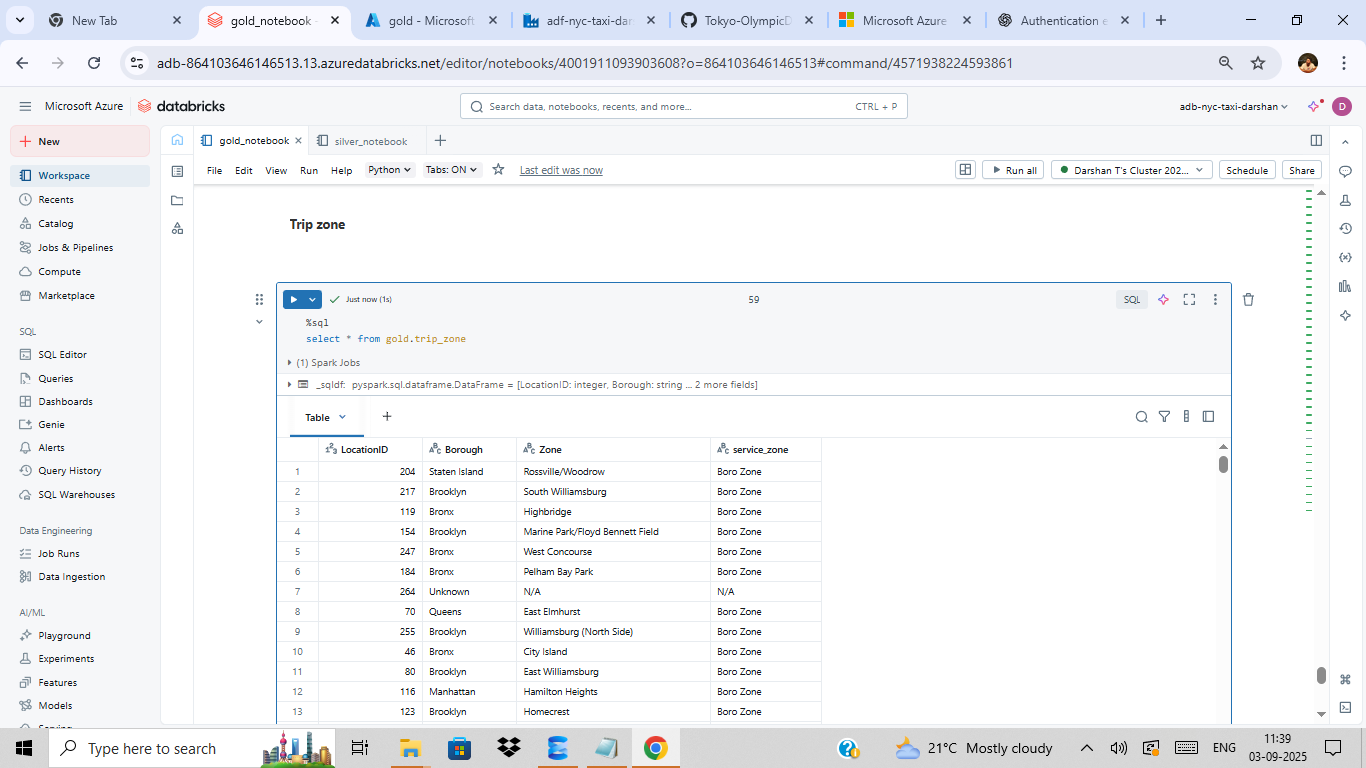 New Tab
gold_notebook -
gold - Microsoft
adf-nyc-taxi-dar
Tokyo-OlympicD
Microsoft Azure
Authentication e
adb-864103646146513.13.azuredatabricks.net/editor/notebooks/4001911093903608?o=864103646146513#command/4571938224593861
Microsoft Azure
databricks
Search data, notebooks, recents, and more...
CTRL + P
adb-nyc-taxi-darshan
D
New
Workspace
Recents
Catalog
Jobs & Pipelines
Compute
Marketplace
SQL
SQL Editor
Queries
Dashboards
Genie
Alerts
Query History
SQL Warehouses
Data Engineering
Job Runs
Data Ingestion
AI/ML
Playground
Experiments
Features
Models
Serving
gold_notebook
silver_notebook
File Edit View Run Help Python Tabs: ON Last edit was now
Run all
Darshan T's Cluster 202...
Schedule
Share
Trip zone
Just now (1s)
59
SQL
%sql
select * from gold.trip_zone
(1) Spark Jobs
_sqldf: pyspark.sql.dataframe.DataFrame = [LocationID: integer, Borough: string ... 2 more fields]
Table
LocationID Borough Zone service_zone
1 204 Staten Island Rossville/Woodrow Boro Zone
2 217 Brooklyn South Williamsburg Boro Zone
3 119 Bronx Highbridge Boro Zone
4 154 Brooklyn Marine Park/Floyd Bennett Field Boro Zone
5 247 Bronx West Concourse Boro Zone
6 184 Bronx Pelham Bay Park Boro Zone
7 264 Unknown N/A N/A
8 70 Queens East Elmhurst Boro Zone
9 255 Brooklyn Williamsburg (North Side) Boro Zone
10 46 Bronx City Island Boro Zone
11 80 Brooklyn East Williamsburg Boro Zone
12 116 Manhattan Hamilton Heights Boro Zone
13 123 Brooklyn Homecrest Boro Zone
Type here to search
21°C Mostly cloudy
ENG
11:39
03-09-2025